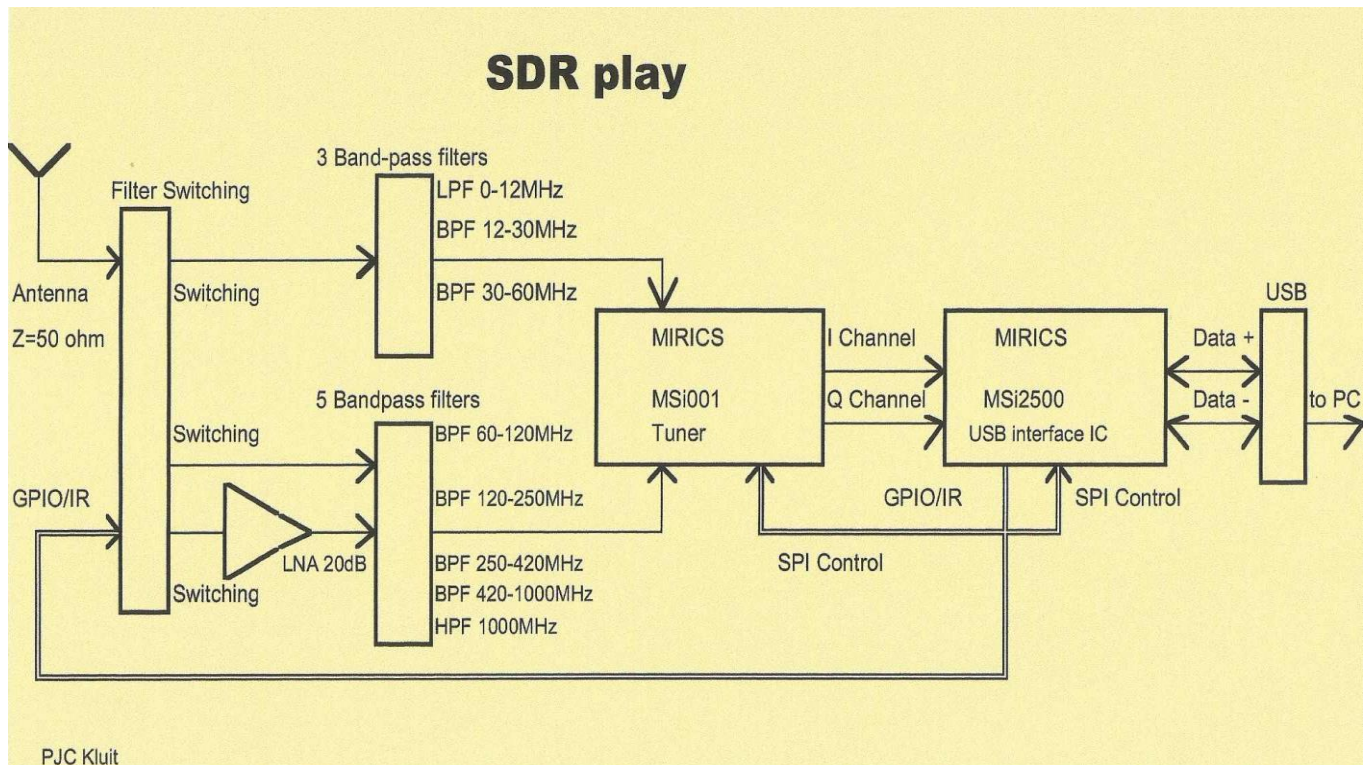 SDR play
3 Band-pass filters
Filter Switching
LPF 0-12MHz
BPF 12-30MHz
Antenna
Switching
BPF 30-60MHz
USB
Z=50 ohm
MIRICS
I Channel
MIRICS
Data +
5 Bandpass filters
MSi001
Q Channel
MSi2500
Data -
to PC
Switching
BPF 60-120MHz
Tuner
USB interface IC
GPIO/IR
BPF 120-250MHz
GPIO/IR
SPI Control
LNA 20dB
BPF 250-420MHz
SPI Control
Switching
BPF 420-1000MHz
HPF 1000MHz
PJC Kluit